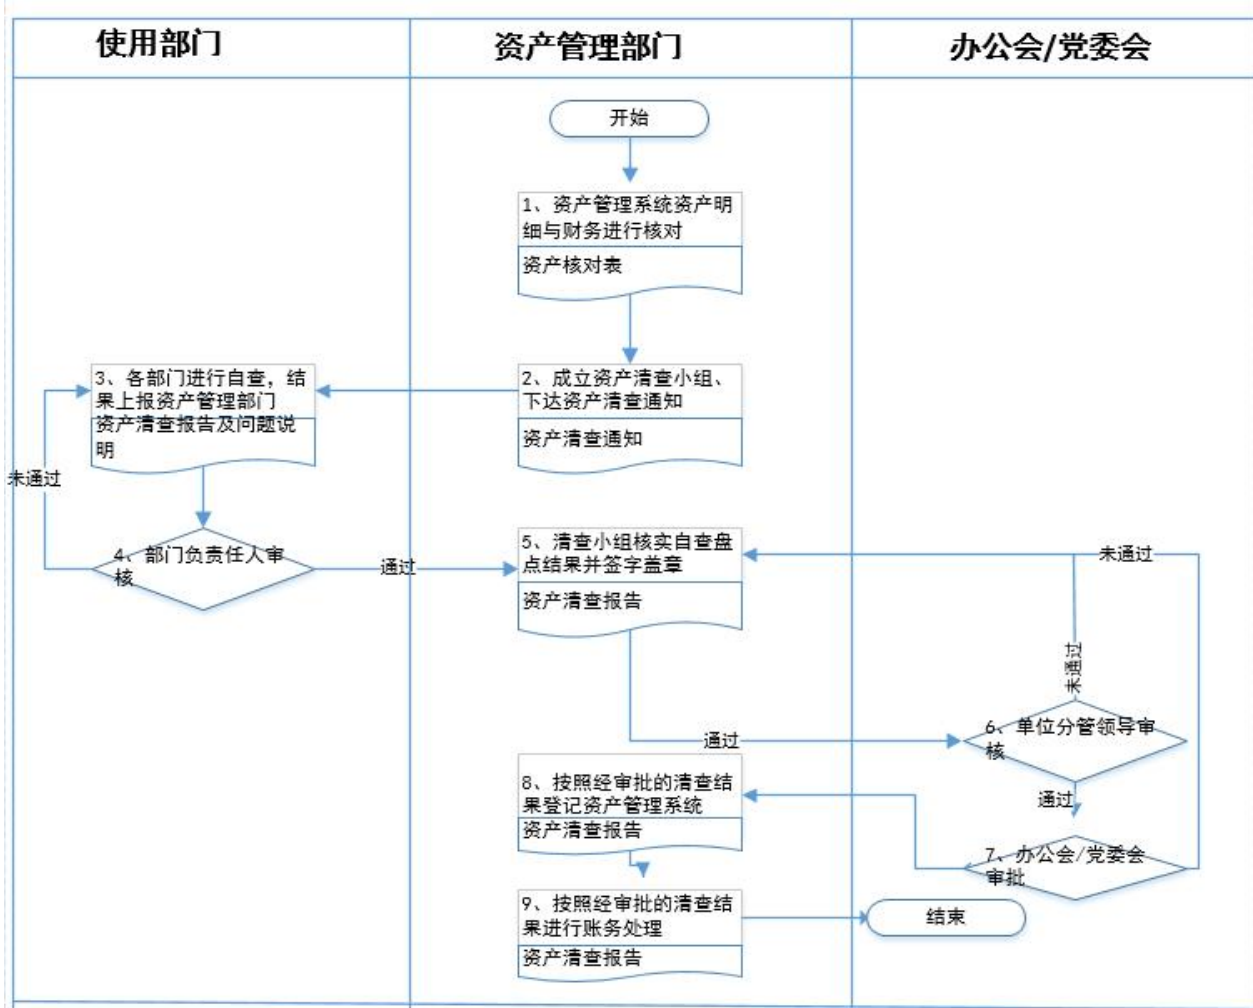 使用部门
资产管理部门
办公会/党委会
开始
1、资产管理系统资产明
细与财务进行核对
资产核对表
2、成立资产清查小组、
下达资产清查通知
资产清查通知
3、各部门进行自查，结
果上报资产管理部门
资产清查报告及问题说
明
未通过
4、部门负责任人审
核
通过
5、清查小组核实自查盘
点结果并签字盖章
资产清查报告
未通过
未通过
通过
6、单位分管领导审
核
通过
7、办公会/党委会
审批
8、按照经审批的清查结
果登记资产管理系统
资产清查报告
9、按照经审批的清查结
果进行账务处理
资产清查报告
结束